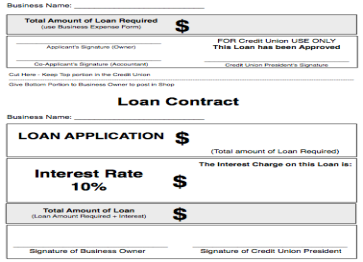 Business Name: ____________________
Total Amount of Loan Required
(use Business Expense Form)
$
FOR Credit Union USE ONLY
This Loan has been Approved
Applicant's Signature (Owner)
Co-Applicant's Signature (Accountant)
Credit Union President's Signature
Cut Here - Keep Top portion in the Credit Union
Give Bottom Portion to Business Owner to post in Shop
Loan Contract
Business Name: ____________________
LOAN APPLICATION $
(Total amount of Loan Required)
Interest Rate
10%
The Interest Charge on this Loan is:
$
Total Amount of Loan
(Loan Amount Required + Interest)
$
Signature of Business Owner
Signature of Credit Union President